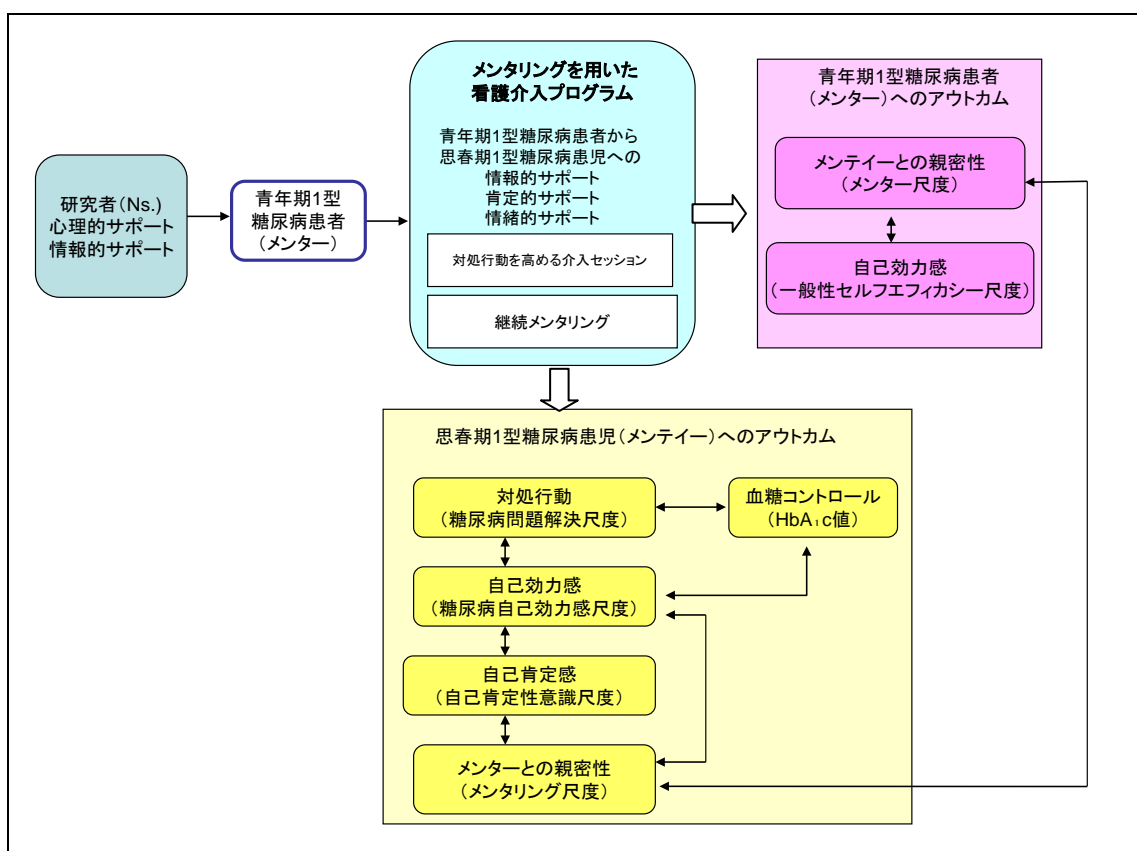 研究者(Ns.)
心理的サポート
情報的サポート
青年期1型
糖尿病患者
(メンター)
メンタリングを用いた
看護介入プログラム
青年期1型糖尿病患者から
思春期1型糖尿病患児への
情報的サポート
肯定的サポート
情緒的サポート
対処行動を高める介入セッション
継続メンタリング
青年期1型糖尿病患者
(メンター)へのアウトカム
メンテイーとの親密性
(メンター尺度)
自己効力感
(一般性セルフエフィカシー尺度)
思春期1型糖尿病患児(メンテイー)へのアウトカム
対処行動
(糖尿病問題解決尺度)
血糖コントロール
(HbA1c値)
自己効力感
(糖尿病自己効力感尺度)
自己肯定感
(自己肯定性意識尺度)
メンターとの親密性
(メンタリング尺度)